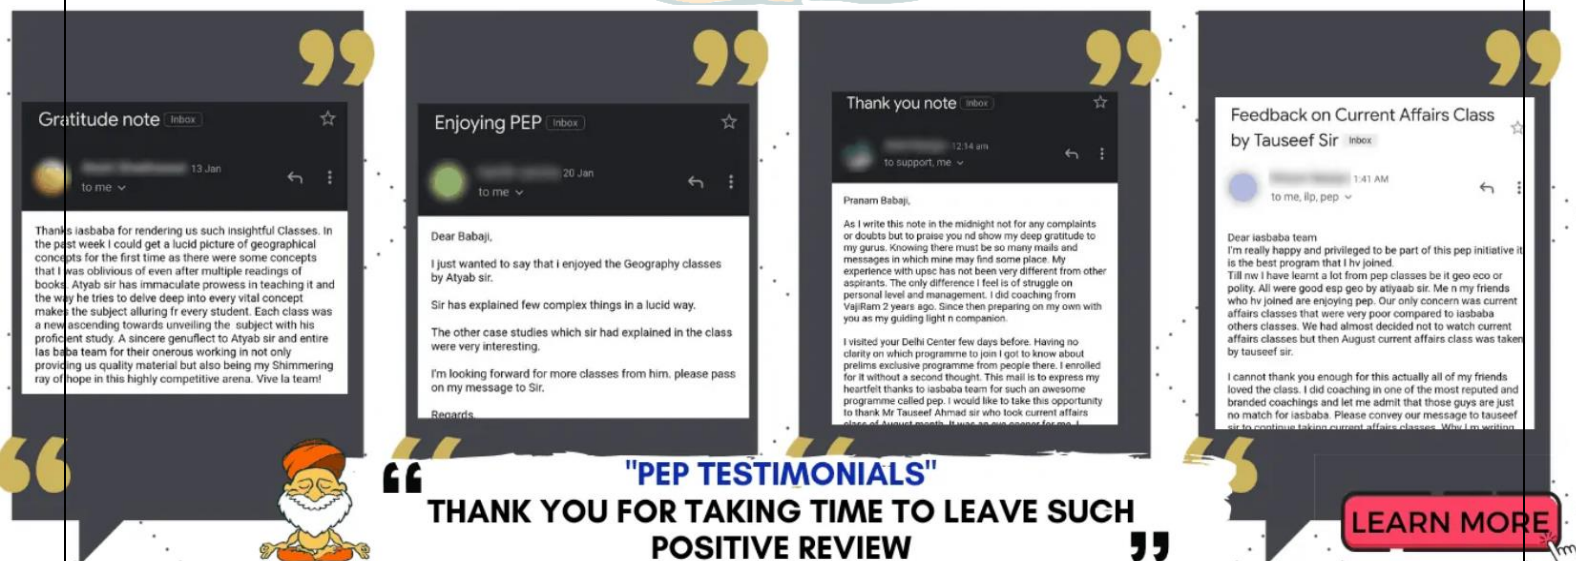 Gratitude note Inbox
13 Jan
to me
Thanks iasbaba for rendering us such insightful Classes. In
the past week I could get a lucid picture of geographical
concepts for the first time as there were some concepts
that I was oblivious of even after multiple readings of
books. Atyab sir has immaculate prowess in teaching it and
the way he tries to delve deep into every vital concept
makes the subject alluring fr every student. Each class was
a new ascending towards unveiling the subject with his
proficient study. A sincere genuflect to Atyab sir and entire
Ias baba team for their onerous working in not only
providing us quality material but also being my Shimmering
ray of hope in this highly competitive arena. Vive la team!
Enjoying PEP Inbox
20 Jan
to me
Dear Babaji,
I just wanted to say that i enjoyed the Geography classes
by Atyab sir.
Sir has explained few complex things in a lucid way.
The other case studies which sir had explained in the class
were very interesting.
I'm looking forward for more classes from him. please pass
on my message to Sir.
Regards.
Thank you note Inbox
12:14 am
to support, me
Pranam Babaji,
As I write this note in the midnight not for any complaints
or doubts but to praise you nd show my deep gratitude to
my gurus. Knowing there must be so many mails and
messages in which mine may find some place. My
experience with upsc has not been very different from other
aspirants. The only difference I feel is of struggle on
personal level and management. I did coaching from
VajiRam 2 years ago. Since then preparing on my own with
you as my guiding light n companion.
I visited your Delhi Center few days before. Having no
clarity on which programme to join I got to know about
prelims exclusive programme from people there. I enrolled
for it without a second thought. This mail is to express my
heartfelt thanks to iasbaba team for such an awesome
programme called pep. I would like to take this opportunity
to thank Mr Tauseef Ahmad sir who took current affairs
class of August month. It was an eye opener for me. I
Feedback on Current Affairs Class
by Tauseef Sir Inbox
1:41 AM
to me, ilp, pep
Dear iasbaba team
I'm really happy and privileged to be part of this pep initiative it
is the best program that I hv joined.
Till nw I have learnt a lot from pep classes be it geo eco or
polity. All were good esp geo by atiyaab sir. Me n my friends
who hv joined are enjoying pep. Our only concern was current
affairs classes that were very poor compared to iasbaba
others classes. We had almost decided not to watch current
affairs classes but then August current affairs class was taken
by tauseef sir.
I cannot thank you enough for this actually all of my friends
loved the class. I did coaching in one of the most reputed and
branded coachings and let me admit that those guys are just
no match for iasbaba. Please convey our message to tauseef
sir to continue taking current affairs classes. Why I m writing
"PEP TESTIMONIALS"
THANK YOU FOR TAKING TIME TO LEAVE SUCH
POSITIVE REVIEW
LEARN MORE